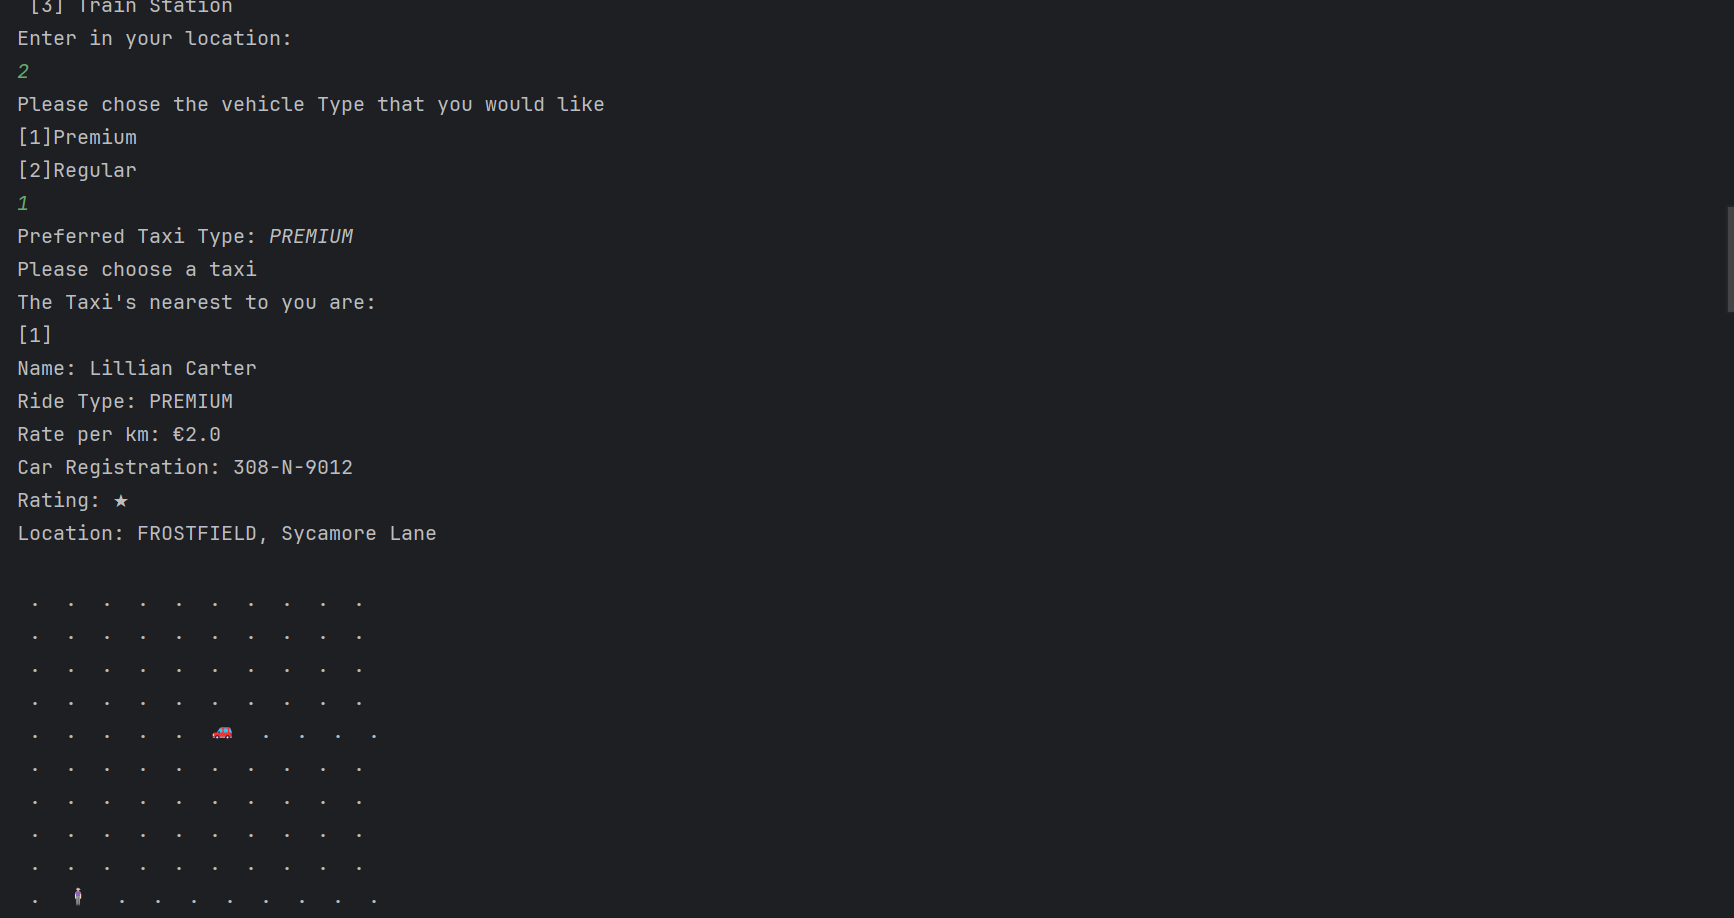 [3] Train Station
Enter in your location:
2
Please chose the vehicle Type that you would like
[1]Premium
[2]Regular
1
Preferred Taxi Type: PREMIUM
Please choose a taxi
The Taxi's nearest to you are:
[1]
Name: Lillian Carter
Ride Type: PREMIUM
Rate per km: €2.0
Car Registration: 308-N-9012
Rating: ★
Location: FROSTFIELD, Sycamore Lane
. . . . . . . . . .
. . . . . . . . . .
. . . . . . . . . .
. . . . . . . . . .
. . . . . 🚗 . . . .
. . . . . . . . . .
. . . . . . . . . .
. . . . . . . . . .
. . . . . . . . . .
. 🧍 . . . . . . . .